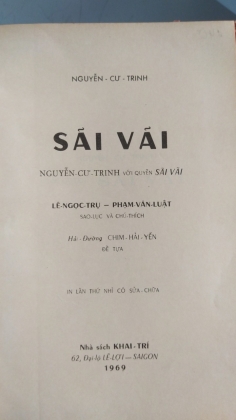 NGUYỄN - CƯ - TRINH
SÃI VÃI
NGUYỄN-CƯ-TRINH VỚI QUYỂN SÃI VÃI
LÊ-NGỌC-TRỤ — PHẠM-VĂN-LUẬT
SAO-LỤC VÀ CHÚ-THÍCH
Hà-Đường CHIM-HẢI-YẾN
ĐỀ TỰA
IN LẦN THỨ NHÌ CÓ SỬA CHỮA
Nhà sách KHAI-TRÍ
62, Đại-lộ LÊ-LỢI — SAIGON
1969